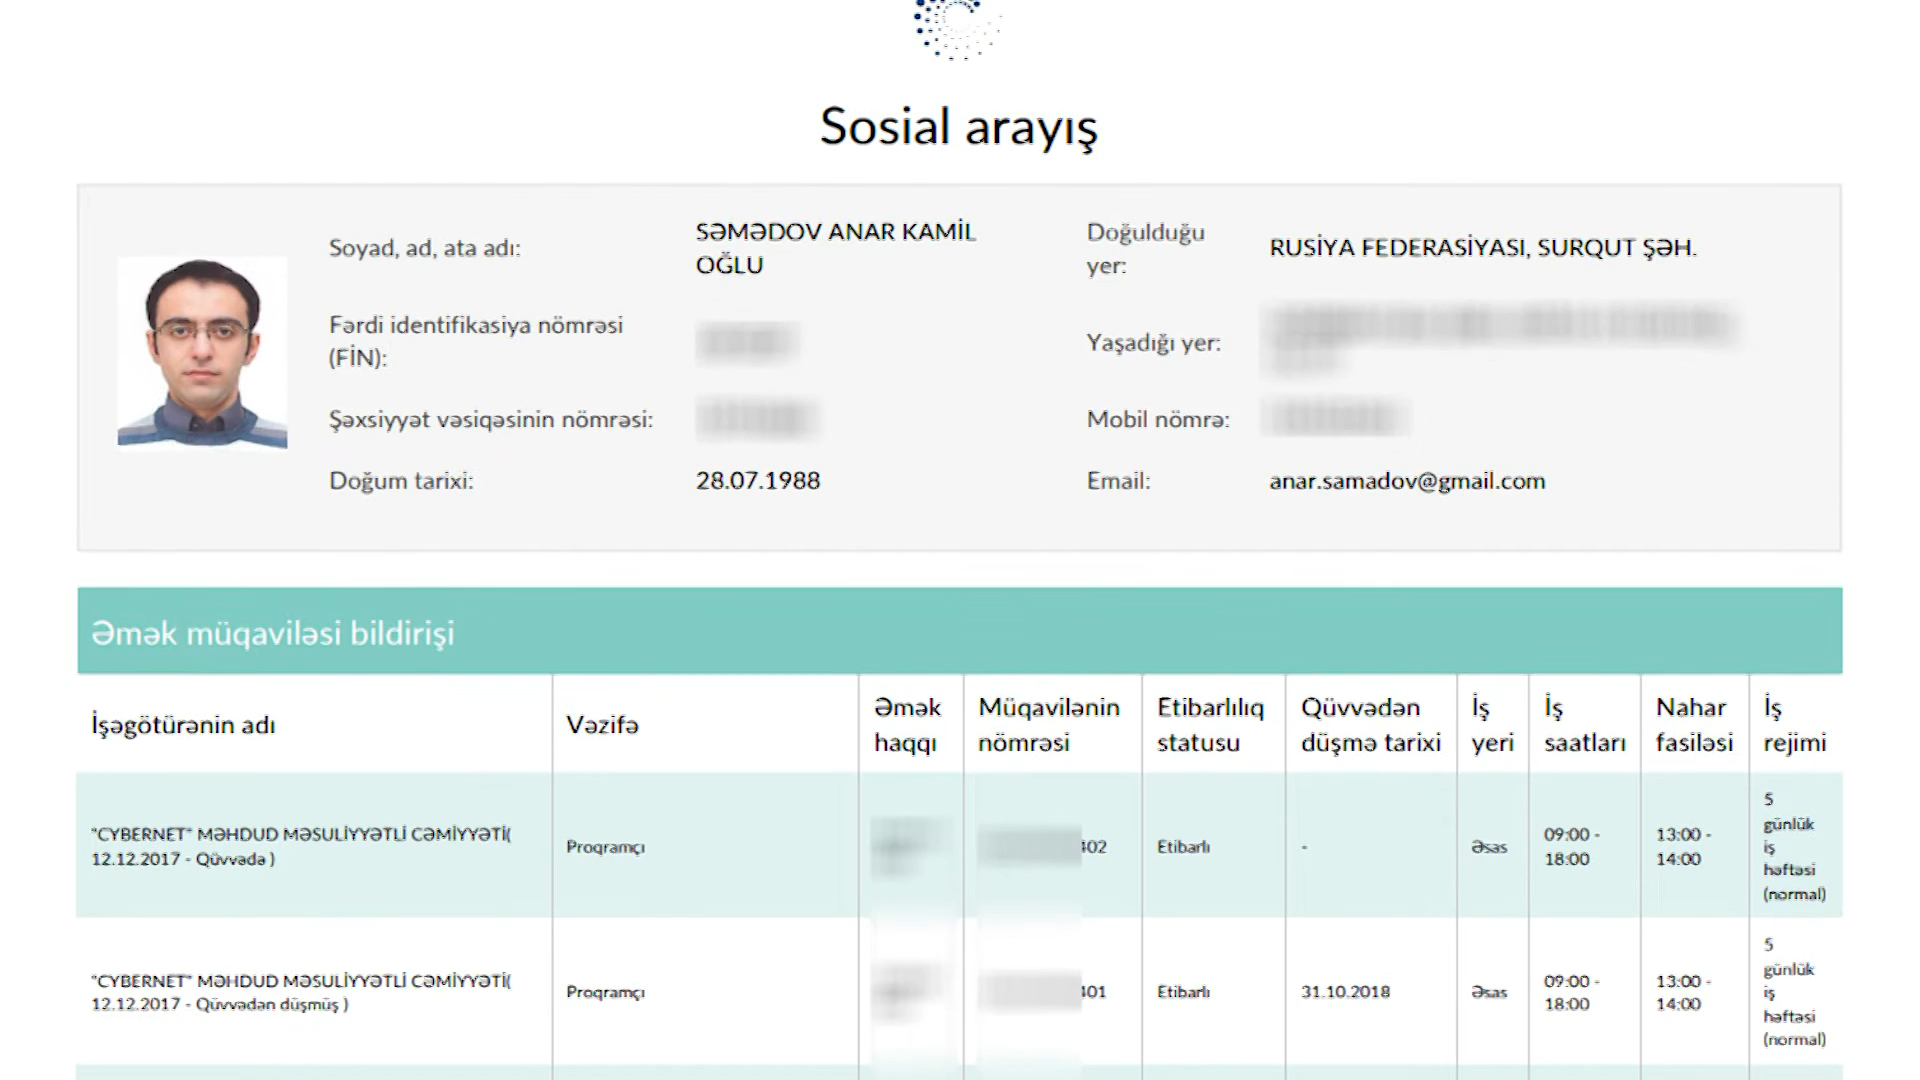 Sosial arayış
Soyad, ad, ata adı:
SƏMƏDOV ANAR KAMİL
OĞLU
Fərdi identifikasiya nömrəsi
(FİN):
Şəxsiyyət vəsiqəsinin nömrəsi:
Doğum tarixi:
28.07.1988
Doğulduğu
yer:
RUSİYA FEDERASİYASI, SURQUT ŞƏH.
Yaşadığı yer:
Mobil nömrə:
Email:
anar.samadov@gmail.com
Əmək müqaviləsi bildirişi
İşəgötürənin adı
Vəzifə
Əmək
haqqı
Müqavilənin
nömrəsi
Etibarlılıq
statusu
Qüvvədən
düşmə tarixi
İş
yeri
İş
saatları
Nahar
fasiləsi
İş
rejimi
"CYBERNET" MƏHDUD MƏSULİYYƏTLİ CƏMİYYƏTİ(
12.12.2017 - Qüvvədə )
Proqramçı
402
Etibarlı
-
Əsas
09:00 -
18:00
13:00 -
14:00
5
günlük
iş
həftəsi
(normal)
"CYBERNET" MƏHDUD MƏSULİYYƏTLİ CƏMİYYƏTİ(
12.12.2017 - Qüvvədən düşmüş )
Proqramçı
401
Etibarlı
31.10.2018
Əsas
09:00 -
18:00
13:00 -
14:00
5
günlük
iş
həftəsi
(normal)